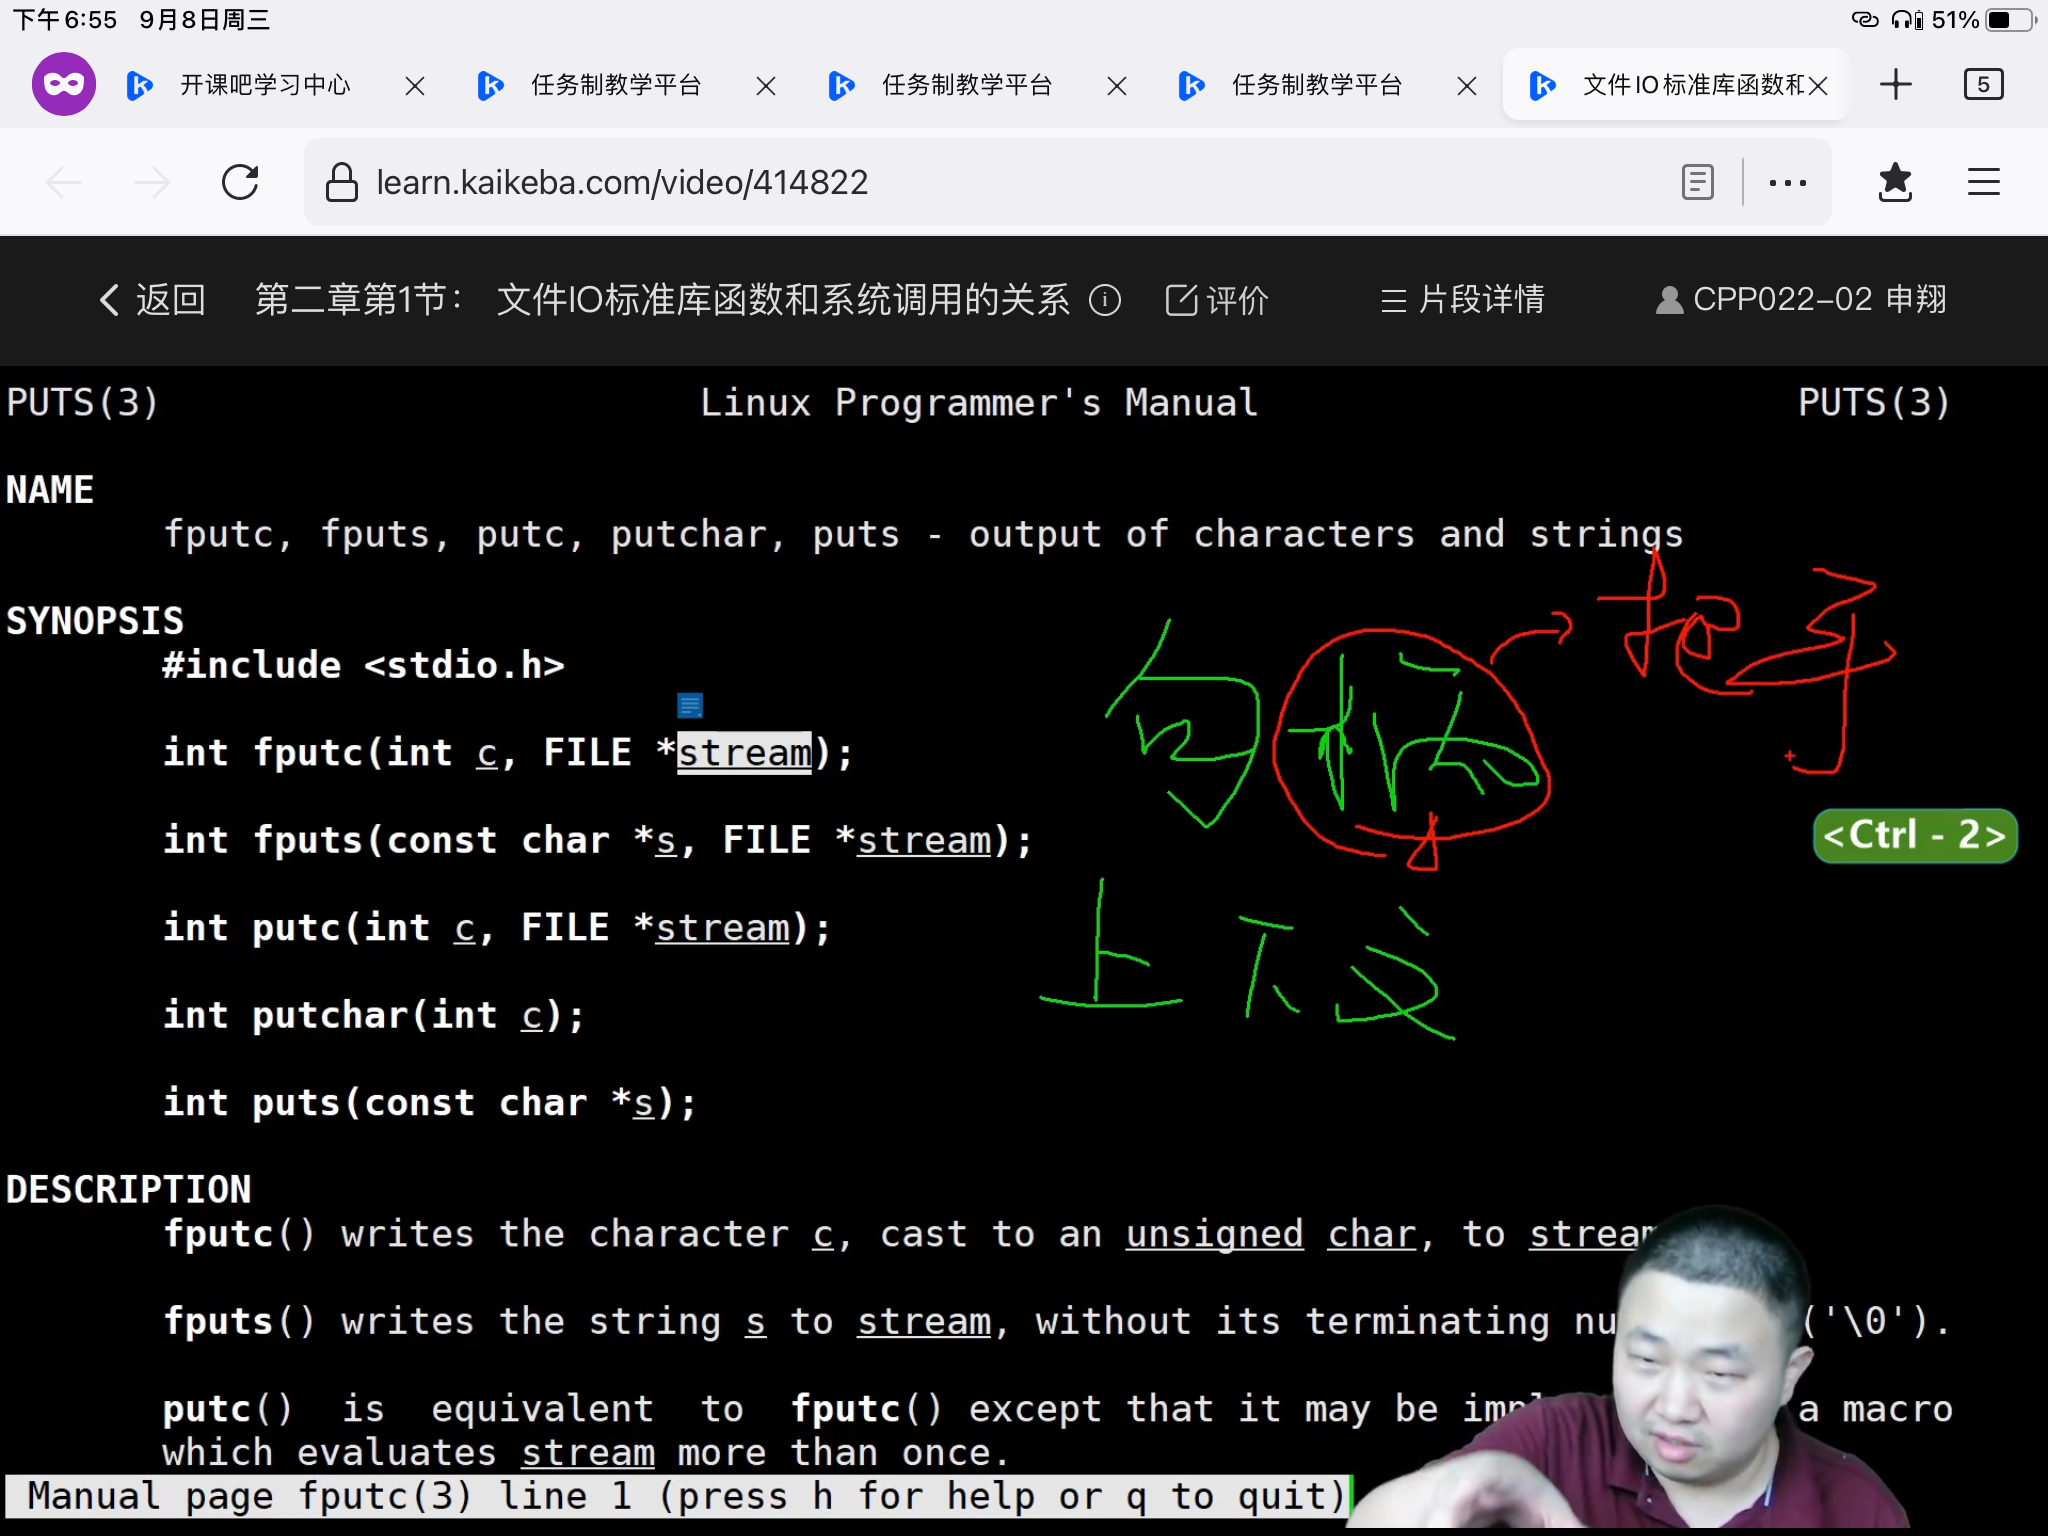 下午6:55 9月8日周三 51%
开课吧学习中心 任务制教学平台 任务制教学平台 任务制教学平台 文件IO标准库函数和 5
learn.kaikeba.com/video/414822
返回 第二章第1节: 文件IO标准库函数和系统调用的关系 评价 片段详情 CPP022-02 申翔
PUTS(3) Linux Programmer's Manual PUTS(3)
NAME
fputc, fputs, putc, putchar, puts - output of characters and strings
SYNOPSIS
#include <stdio.h>
int fputc(int c, FILE *stream);
句柄 把手
int fputs(const char *s, FILE *stream);
<Ctrl - 2>
int putc(int c, FILE *stream);
上下文
int putchar(int c);
int puts(const char *s);
DESCRIPTION
fputc() writes the character c, cast to an unsigned char, to stream
fputs() writes the string s to stream, without its terminating nu ('\0').
putc() is equivalent to fputc() except that it may be imp a macro
which evaluates stream more than once.
Manual page fputc(3) line 1 (press h for help or q to quit)